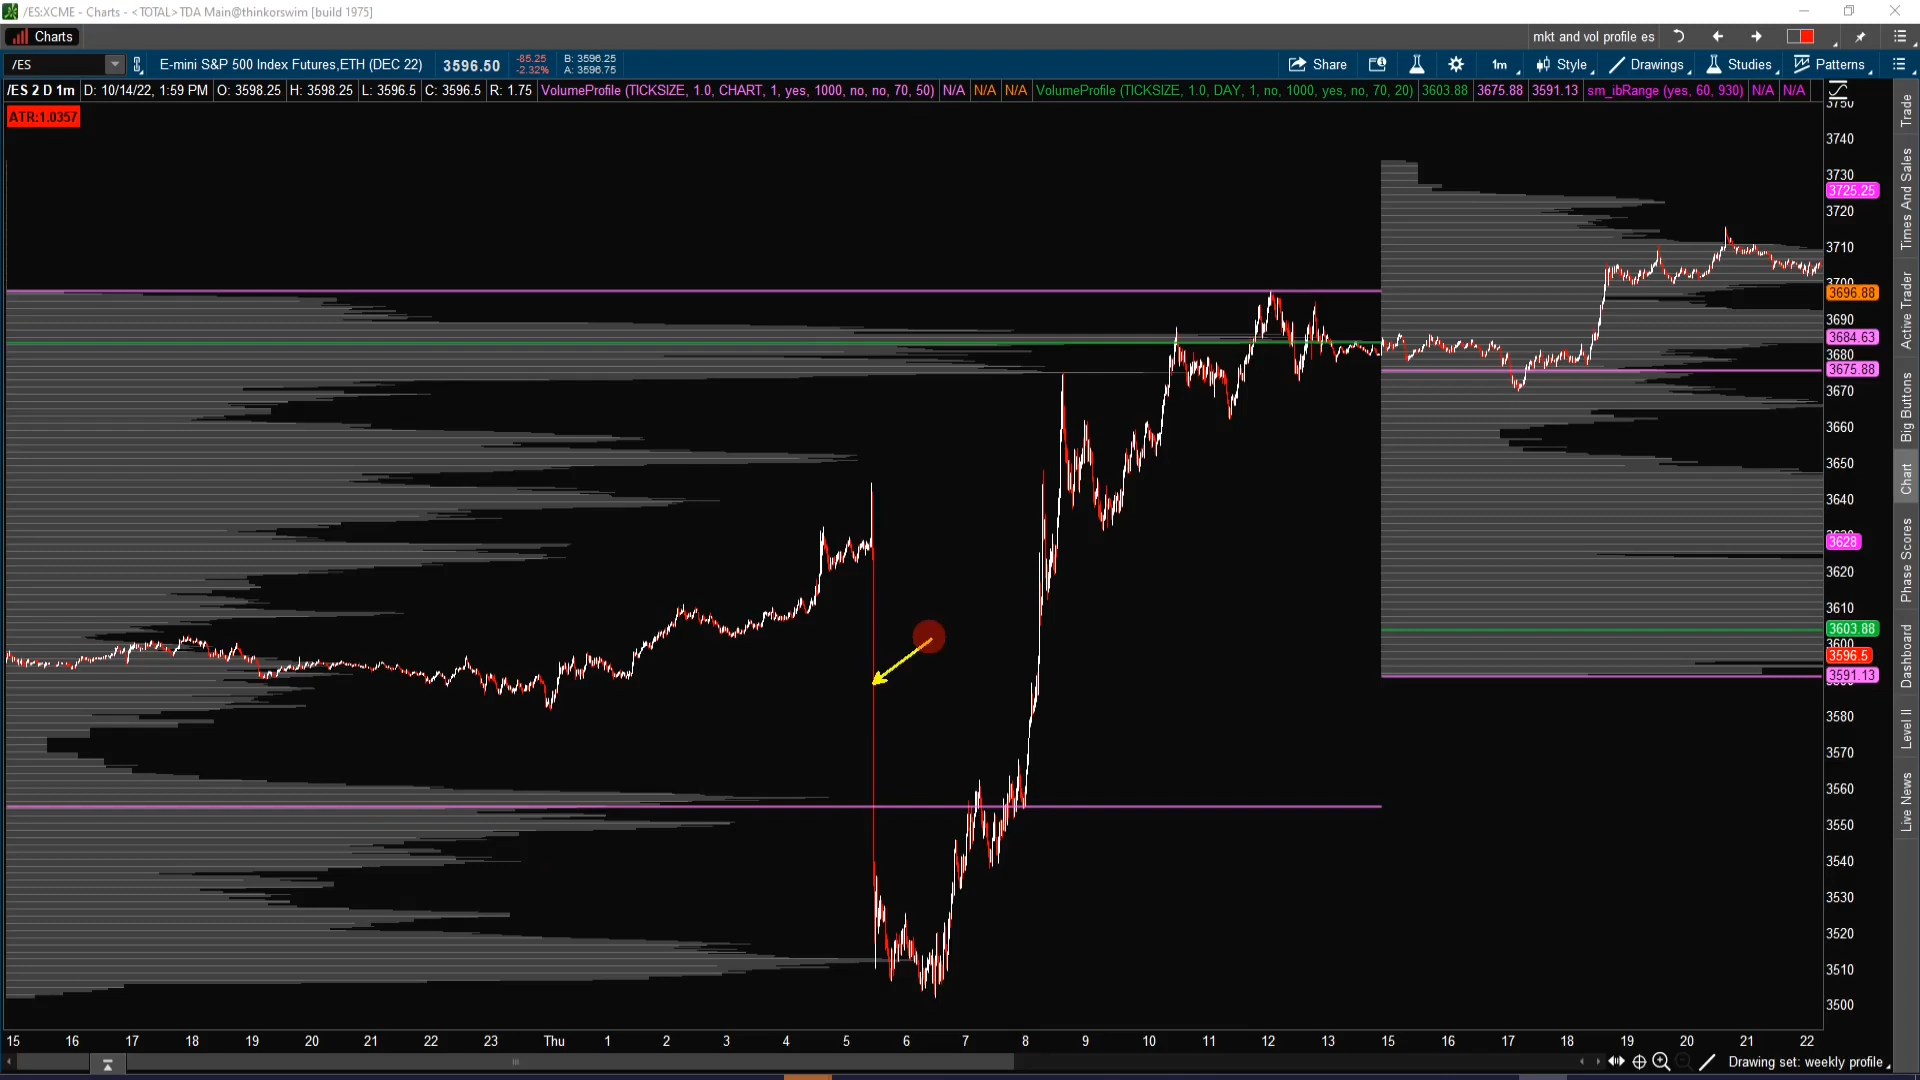 /ES:XCME - Charts - <TOTAL> TDA Main@thinkorswim [build 1975]
Charts
mkt and vol profile es
/ES
E-mini S&P 500 Index Futures,ETH (DEC 22)
3596.50
-85.25
-2.32%
B: 3596.25
A: 3596.75
Share
1m
Style
Drawings
Studies
Patterns
/ES 2 D 1m D: 10/14/22, 1:59 PM O: 3598.25 H: 3598.25 L: 3596.5 C: 3596.5 R: 1.75 VolumeProfile (TICKSIZE, 1.0, CHART, 1, yes, 1000, no, no, 70, 50) N/A N/A N/A VolumeProfile (TICKSIZE, 1.0, DAY, 1, no, 1000, yes, no, 70, 20) 3603.88 3675.88 3591.13 sm_ibRange (yes, 60, 930) N/A N/A
ATR:1.0357
3750
3740
3730
3725.25
3720
3710
3700
3696.88
3690
3684.63
3680
3675.88
3670
3660
3650
3640
3630
3628
3620
3610
3603.88
3600
3596.5
3591.13
3580
3570
3560
3550
3540
3530
3520
3510
3500
Trade
Times And Sales
Active Trader
Big Buttons
Chart
Phase Scores
Dashboard
Level II
Live News
15 16 17 18 19 20 21 22 23 Thu 1 2 3 4 5 6 7 8 9 10 11 12 13 15 16 17 18 19 20 21 22
Drawing set: weekly profile